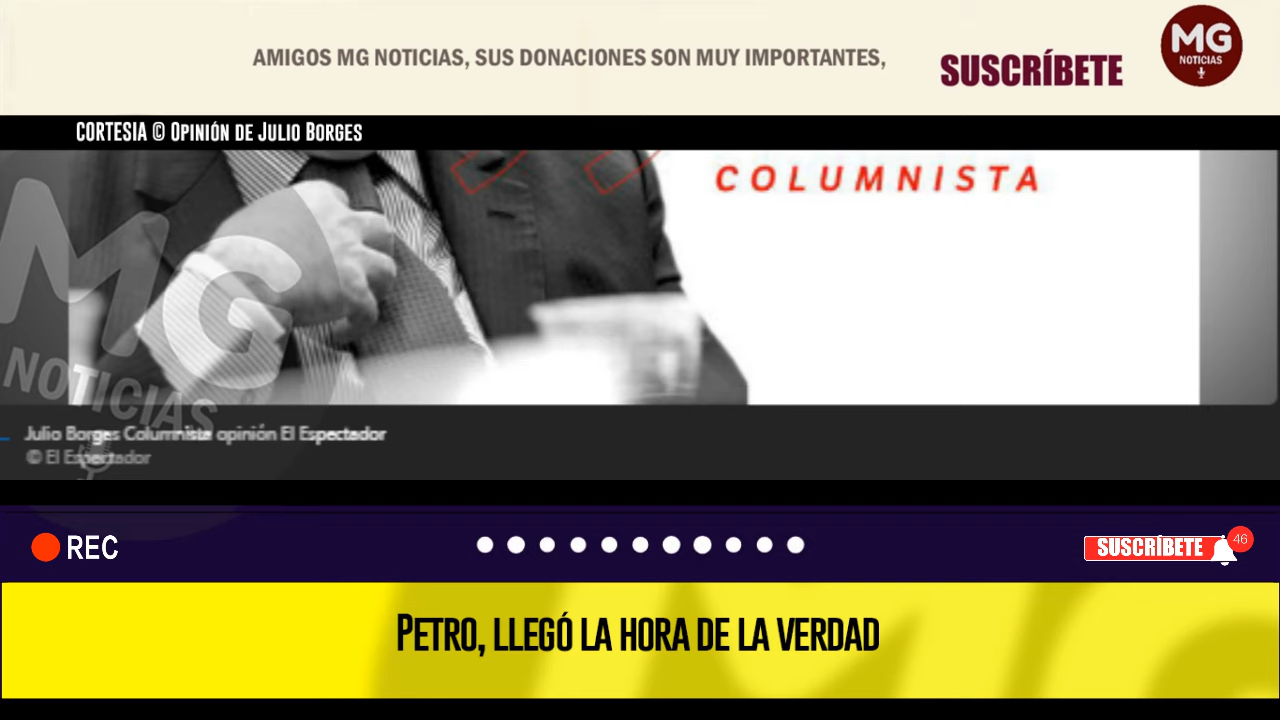 AMIGOS MG NOTICIAS, SUS DONACIONES SON MUY IMPORTANTES,
SUSCRÍBETE
MG
NOTICIAS
CORTESIA © OPINIÓN DE JULIO BORGES
COLUMNISTA
MG
NOTICIAS
Julio Borges Columnista opinión El Espectador
© El Espectador
REC
SUSCRÍBETE
46
PETRO, LLEGÓ LA HORA DE LA VERDAD